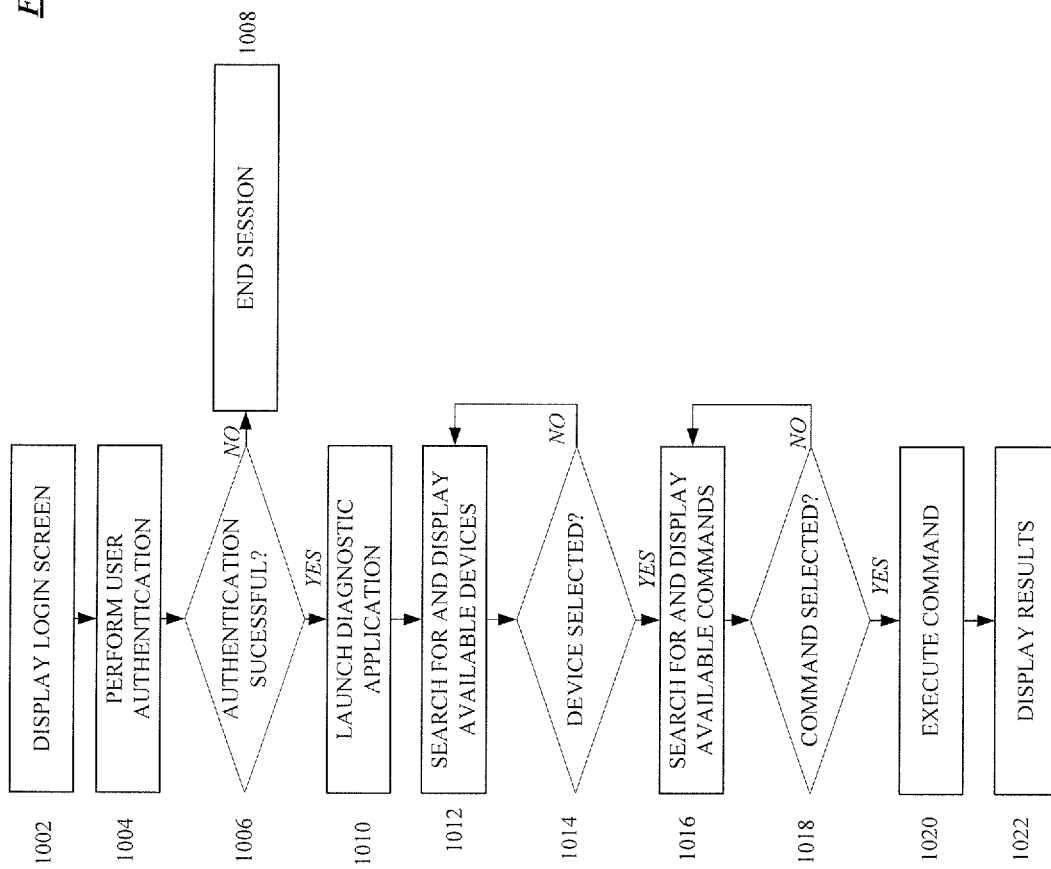 1002
DISPLAY LOGIN SCREEN
1004
PERFORM USER
AUTHENTICATION
1006
AUTHENTICATION
SUCESSFUL?
NO
END SESSION
1008
YES
1010
LAUNCH DIAGNOSTIC
APPLICATION
1012
SEARCH FOR AND DISPLAY
AVAILABLE DEVICES
1014
DEVICE SELECTED?
NO
YES
1016
SEARCH FOR AND DISPLAY
AVAILABLE COMMANDS
1018
COMMAND SELECTED?
NO
YES
1020
EXECUTE COMMAND
1022
DISPLAY RESULTS